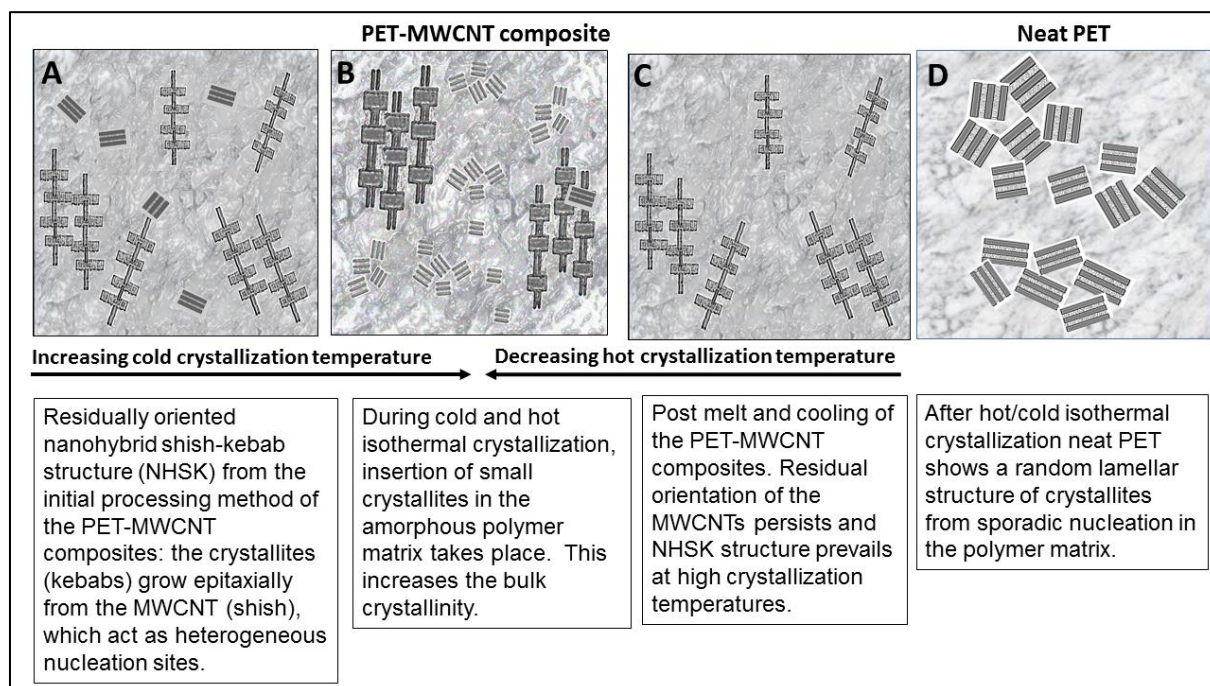 PET-MWCNT composite
Neat PET
A
B
C
D
Increasing cold crystallization temperature
Decreasing hot crystallization temperature
Residually oriented
nanohybrid shish-kebab
structure (NHSK) from the
initial processing method of
the PET-MWCNT
composites: the crystallites
(kebabs) grow epitaxially
from the MWCNT (shish),
which act as heterogeneous
nucleation sites.
During cold and hot
isothermal crystallization,
insertion of small
crystallites in the
amorphous polymer
matrix takes place.  This
increases the bulk
crystallinity.
Post melt and cooling of
the PET-MWCNT
composites. Residual
orientation of the
MWCNTs persists and
NHSK structure prevails
at high crystallization
temperatures.
After hot/cold isothermal
crystallization neat PET
shows a random lamellar
structure of crystallites
from sporadic nucleation in
the polymer matrix.